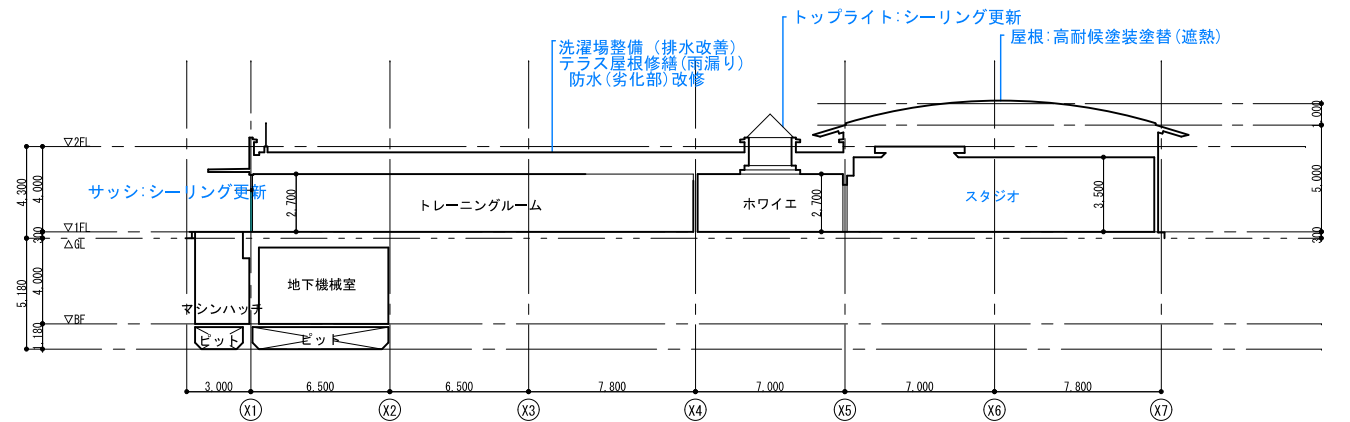 トップライト：シーリング更新
屋根：高耐候塗装塗替（遮熱）
洗濯場整備（排水改善）
テラス屋根修繕（雨漏り）
防水（劣化部）改修
1,000
▽2FL
サッシ：シーリング更新
4,300
4,000
2,700
トレーニングルーム
ホワイエ
2,700
スタジオ
3,500
5,000
▽1FL
300
300
△GL
5,180
4,000
地下機械室
マシンハッチ
▽BF
1,180
ピット
ピット
3,000
6,500
6,500
7,800
7,000
7,000
7,800
X1
X2
X3
X4
X5
X6
X7